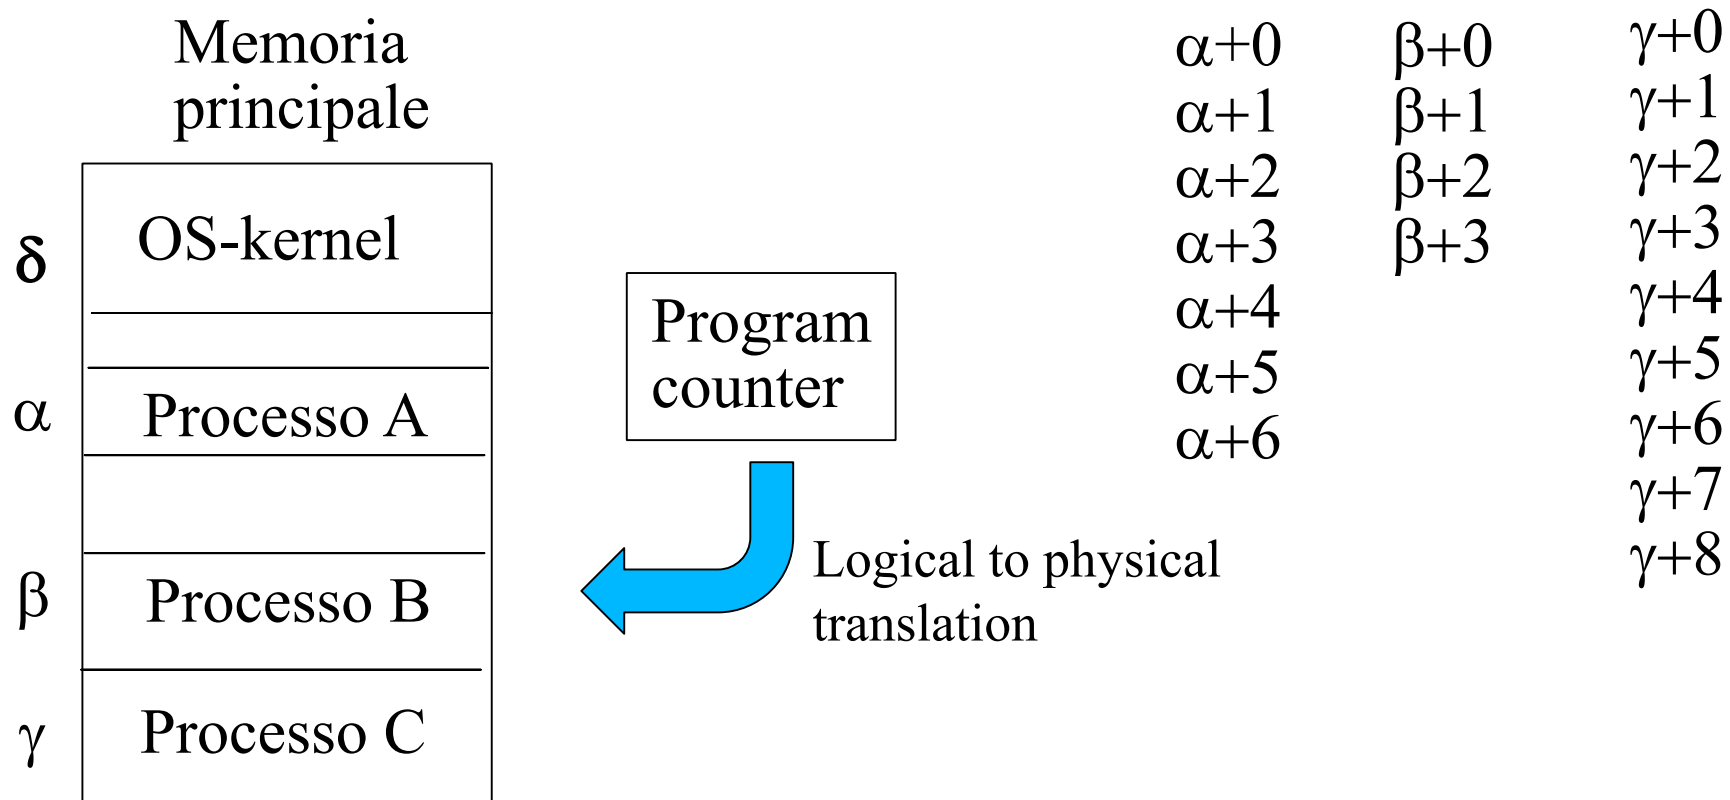 Memoria
principale
δ
OS-kernel
α
Processo A
β
Processo B
γ
Processo C
Program
counter
Logical to physical
translation
α+0
α+1
α+2
α+3
α+4
α+5
α+6
β+0
β+1
β+2
β+3
γ+0
γ+1
γ+2
γ+3
γ+4
γ+5
γ+6
γ+7
γ+8